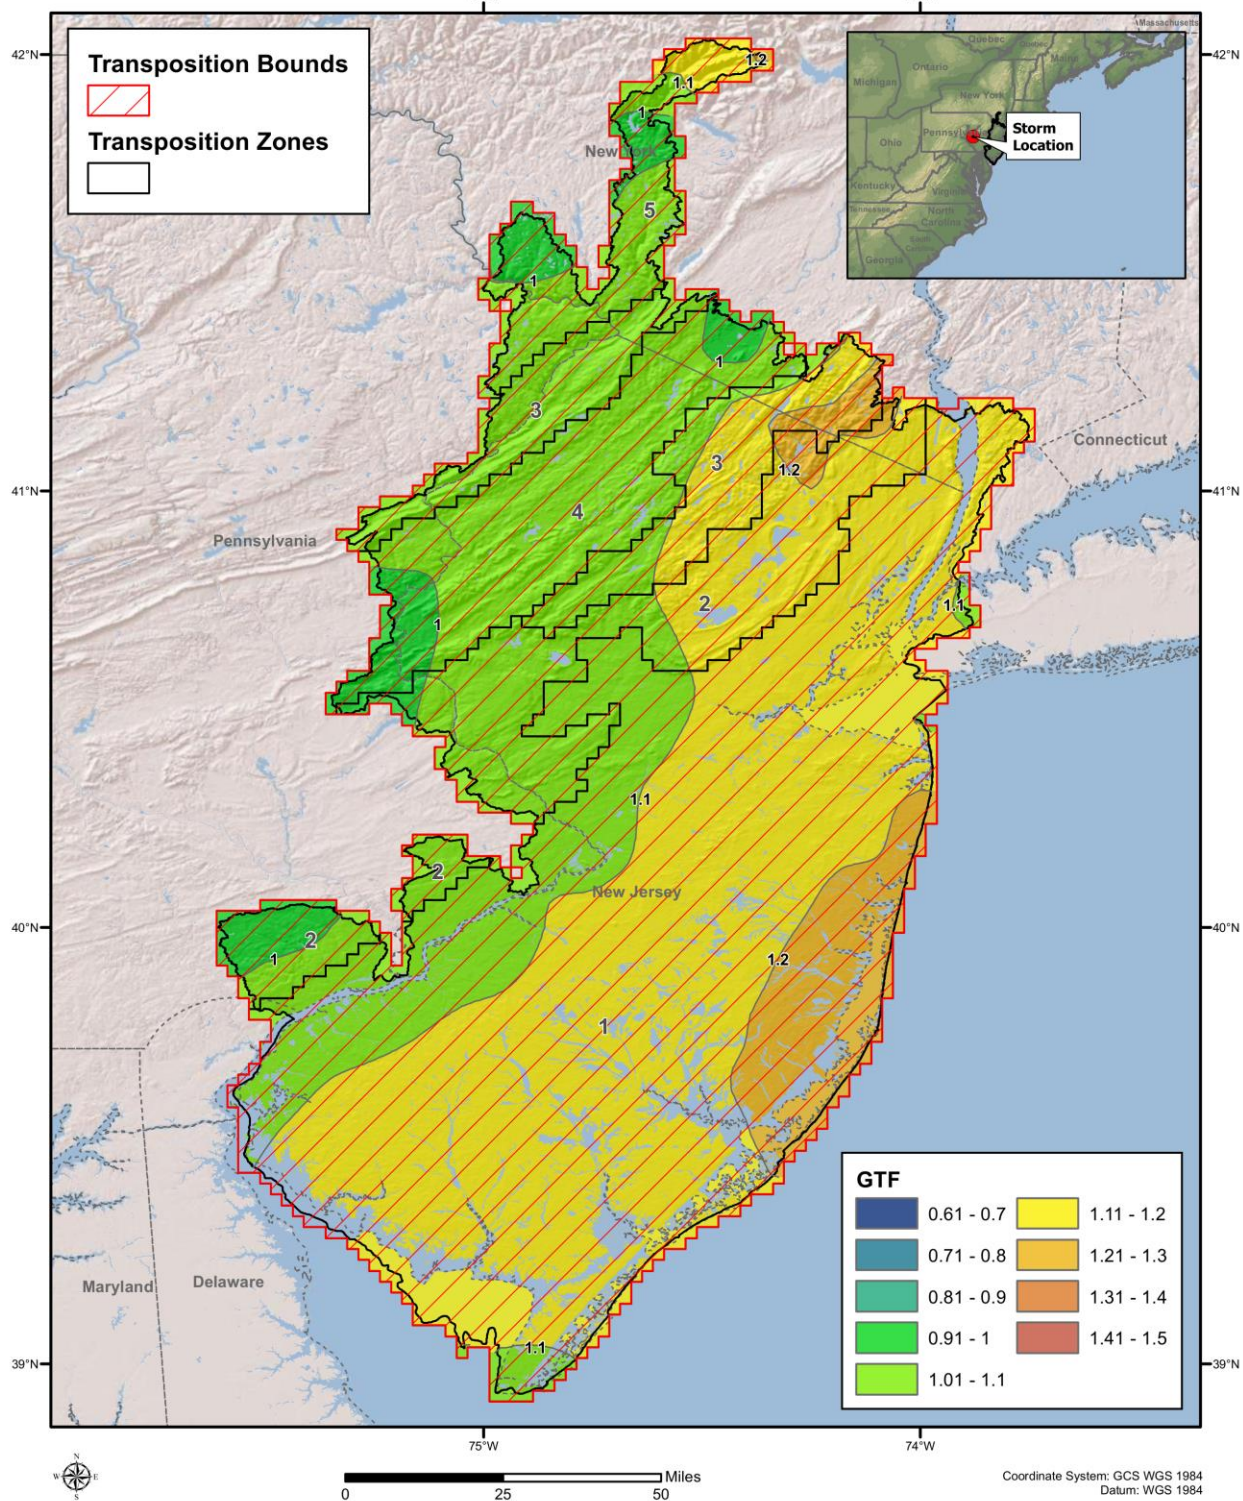 42°N
42°N
Transposition Bounds
Transposition Zones
1.2
1.1
1
New York
5
1
Massachusetts
Quebec
Maine
Ontario
Michigan
New York
Pennsylvania
Storm
Location
Ohio
Kentucky
Virginia
Tennessee
North
Carolina
South
Carolina
Georgia
1
3
Connecticut
3
1.2
41°N
41°N
4
Pennsylvania
2
1.1
1
1.1
2
New Jersey
40°N
40°N
2
1
1.2
1
GTF
0.61 - 0.7
1.11 - 1.2
0.71 - 0.8
1.21 - 1.3
0.81 - 0.9
1.31 - 1.4
0.91 - 1
1.41 - 1.5
1.01 - 1.1
Maryland
Delaware
1.1
39°N
39°N
75°W
74°W
N
W
E
S
Miles
0
25
50
Coordinate System: GCS WGS 1984
Datum: WGS 1984